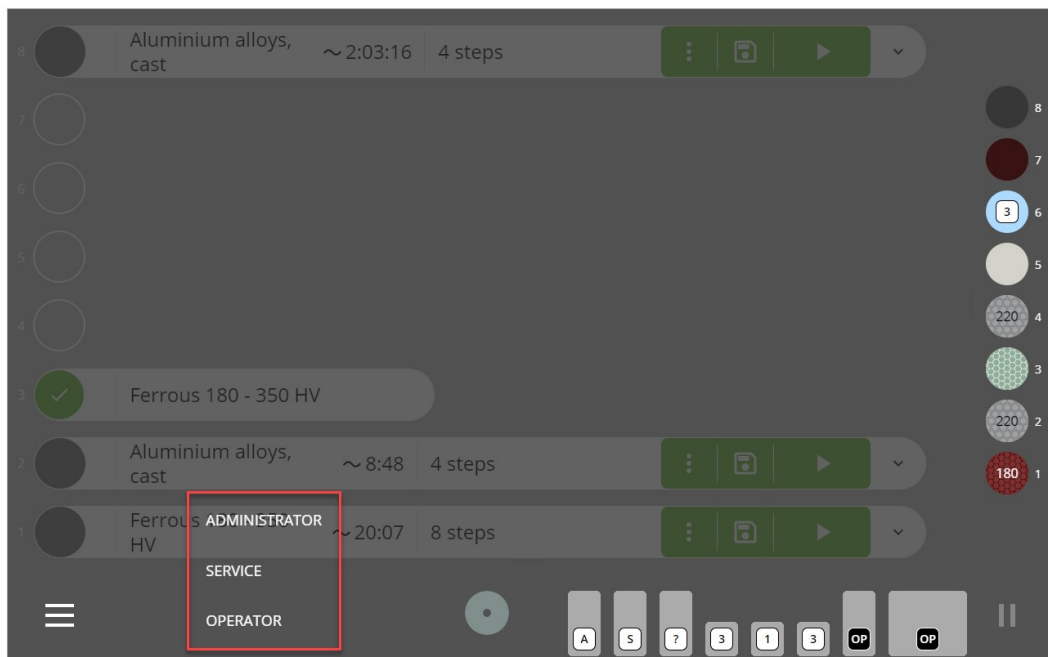 8 Aluminium alloys, cast ~ 2:03:16 4 steps
7
6
5
4
3 Ferrous 180 - 350 HV
2 Aluminium alloys, cast ~ 8:48 4 steps
1 Ferrous 180 - 350 HV ~ 20:07 8 steps
ADMINISTRATOR
SERVICE
OPERATOR
8
7
3 6
5
220 4
3
220 2
180 1
A S ? 3 1 3 OP OP